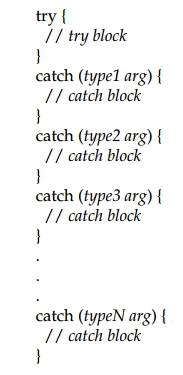 try {
// try block
}
catch (type1 arg) {
// catch block
}
catch (type2 arg) {
// catch block
}
catch (type3 arg) {
// catch block
}
.
.
.
catch (typeN arg) {
// catch block
}